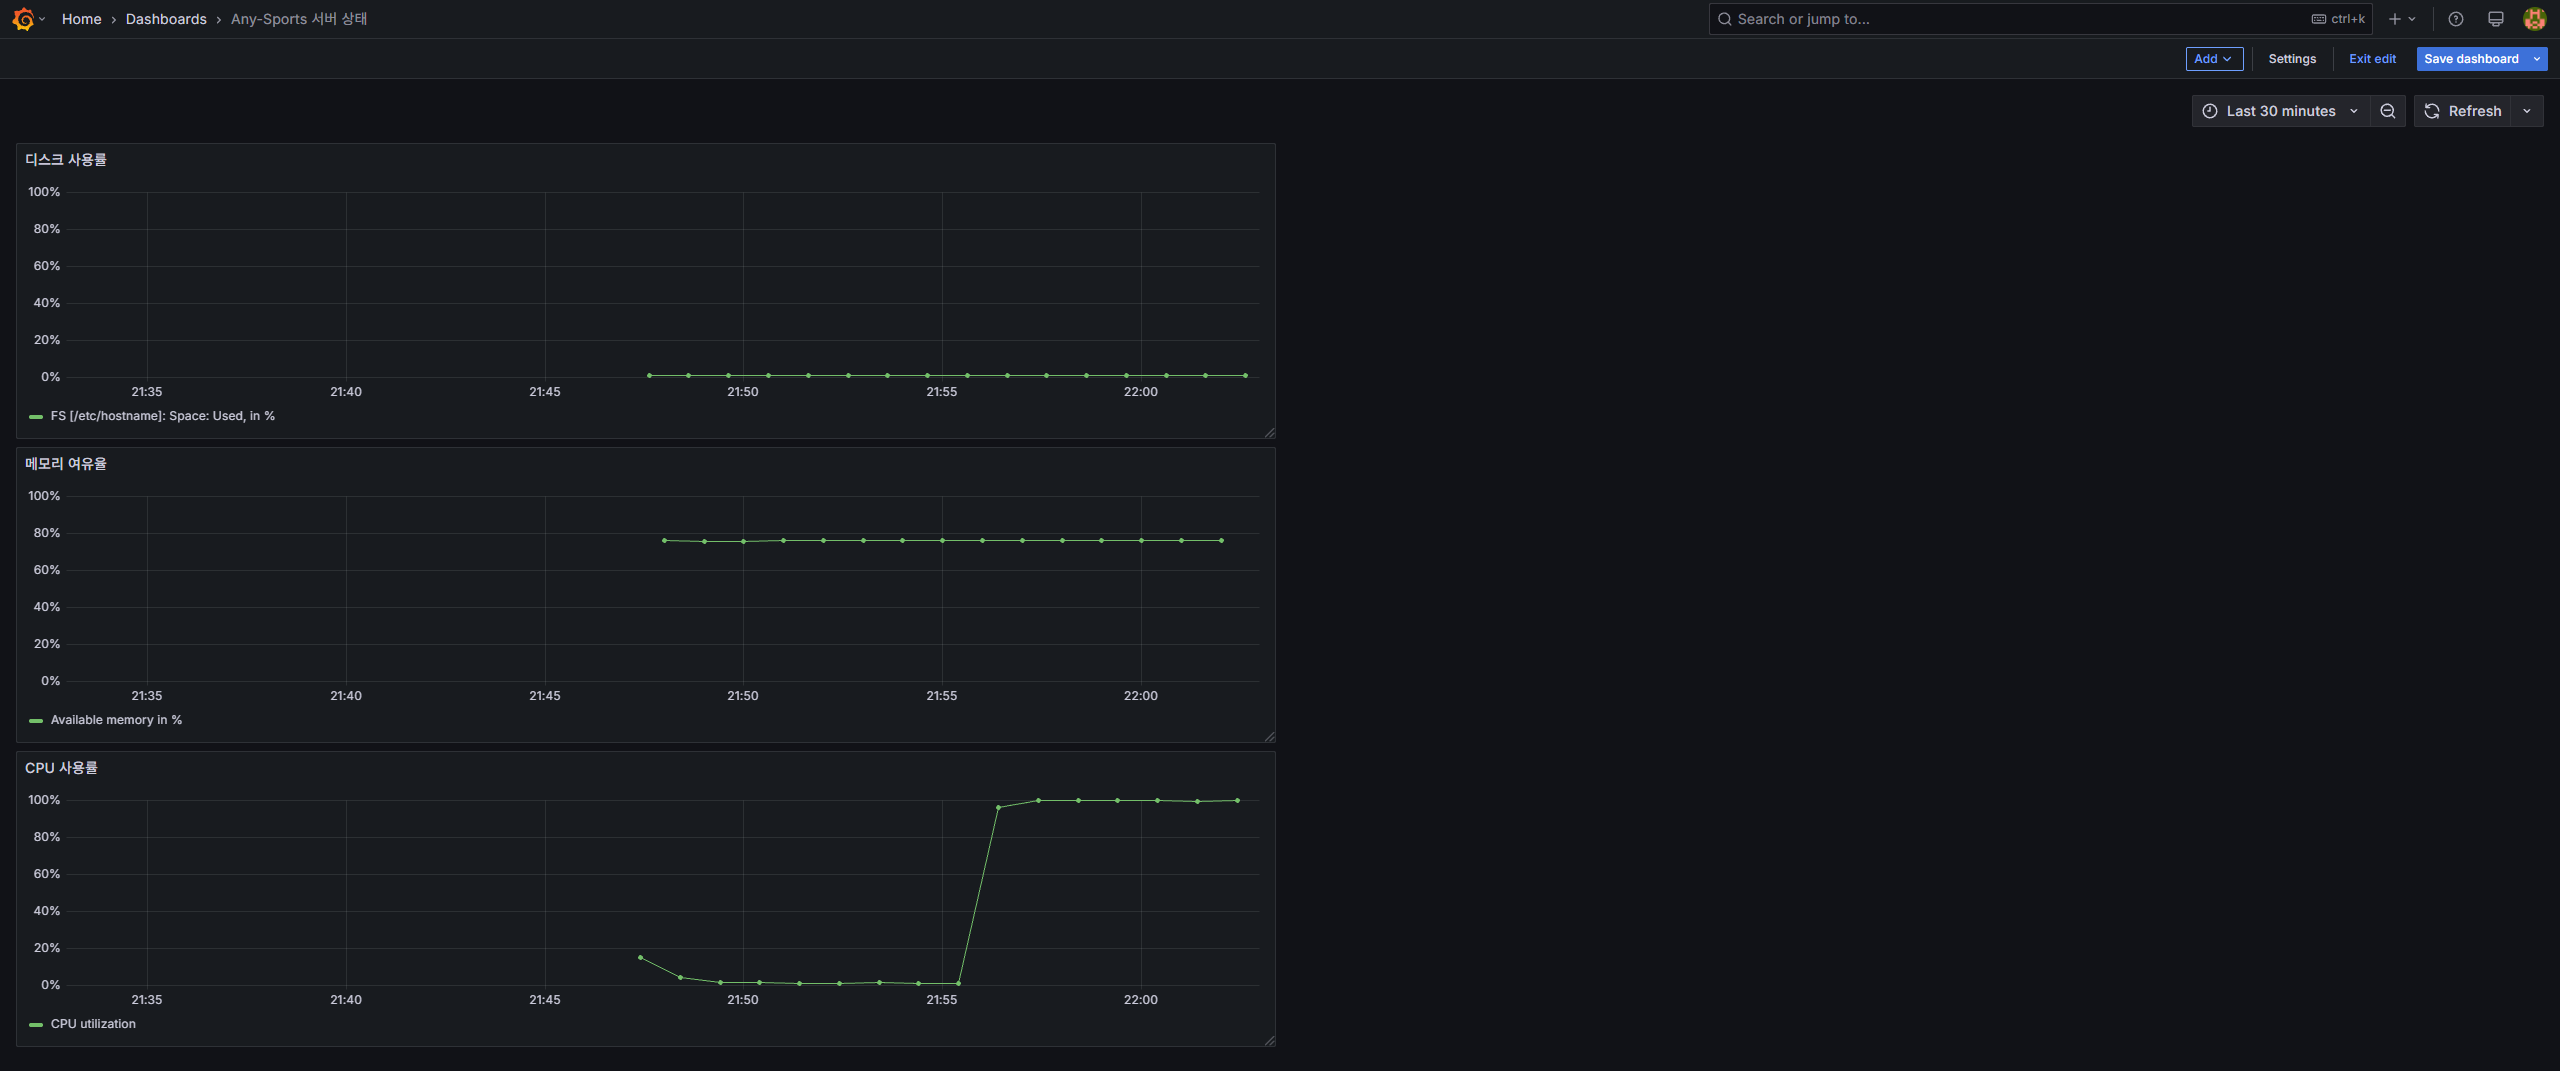 Home › Dashboards › Any-Sports 서버 상태
Search or jump to... ctrl+k
Add Settings Exit edit Save dashboard
Last 30 minutes Refresh
디스크 사용률
100%
80%
60%
40%
20%
0%
21:35 21:40 21:45 21:50 21:55 22:00
FS [/etc/hostname]: Space: Used, in %
메모리 여유율
100%
80%
60%
40%
20%
0%
21:35 21:40 21:45 21:50 21:55 22:00
Available memory in %
CPU 사용률
100%
80%
60%
40%
20%
0%
21:35 21:40 21:45 21:50 21:55 22:00
CPU utilization